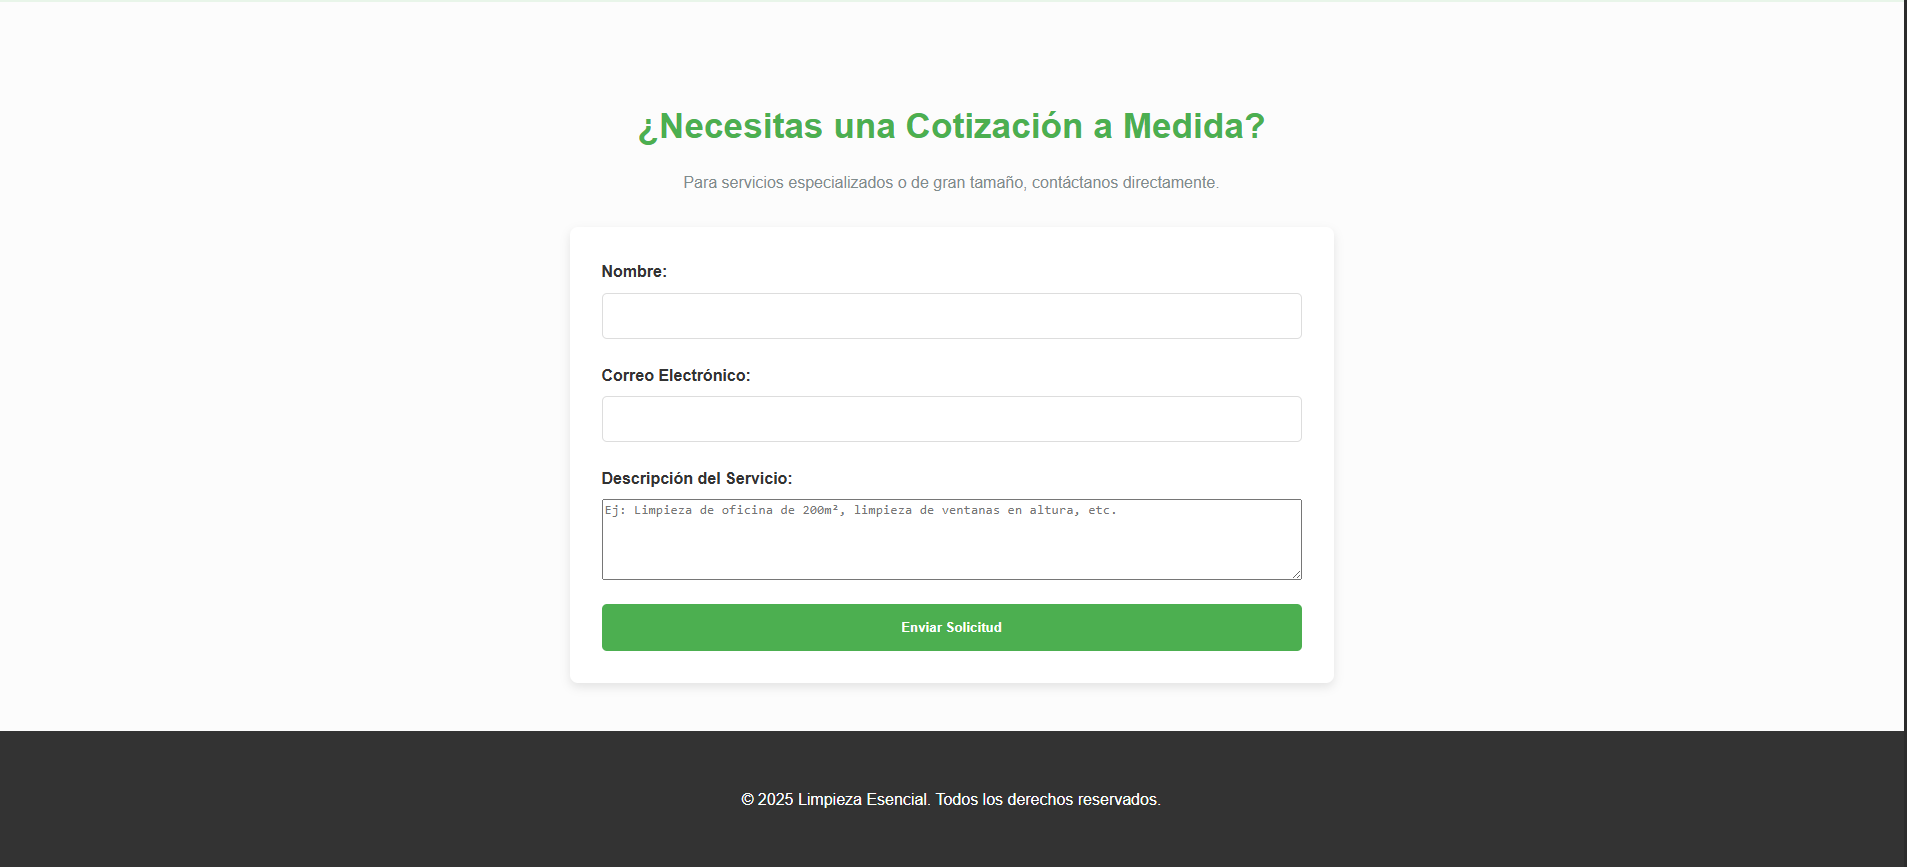 ¿Necesitas una Cotización a Medida?
Para servicios especializados o de gran tamaño, contáctanos directamente.
Nombre:
Correo Electrónico:
Descripción del Servicio:
Ej: Limpieza de oficina de 200m², limpieza de ventanas en altura, etc.
Enviar Solicitud
© 2025 Limpieza Esencial. Todos los derechos reservados.